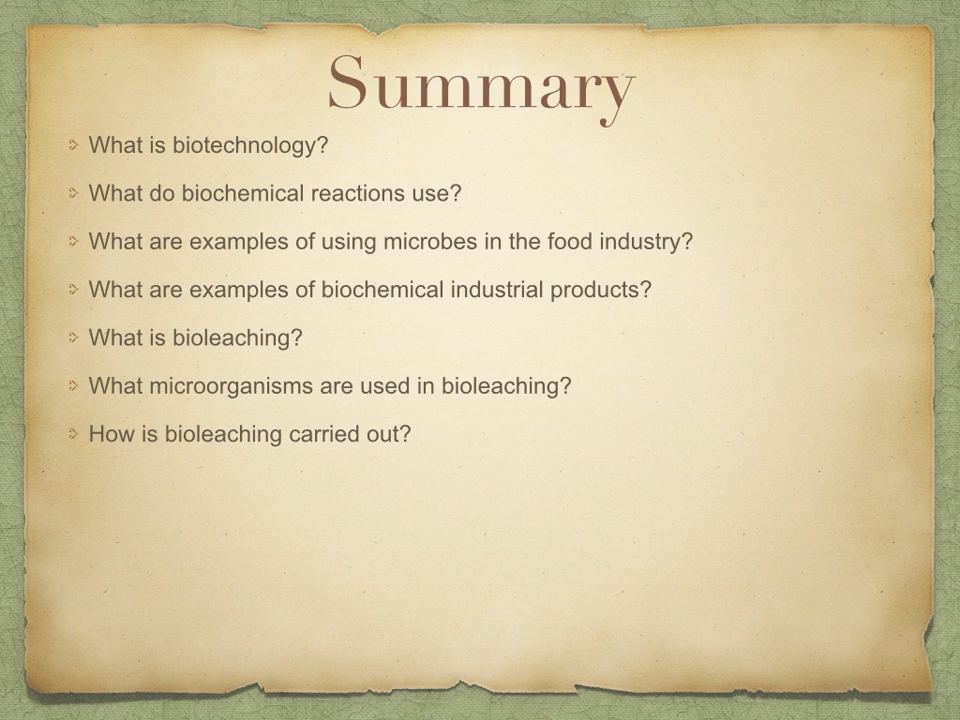 Summary
What is biotechnology?
What do biochemical reactions use?
What are examples of using microbes in the food industry?
What are examples of biochemical industrial products?
What is bioleaching?
What microorganisms are used in bioleaching?
How is bioleaching carried out?